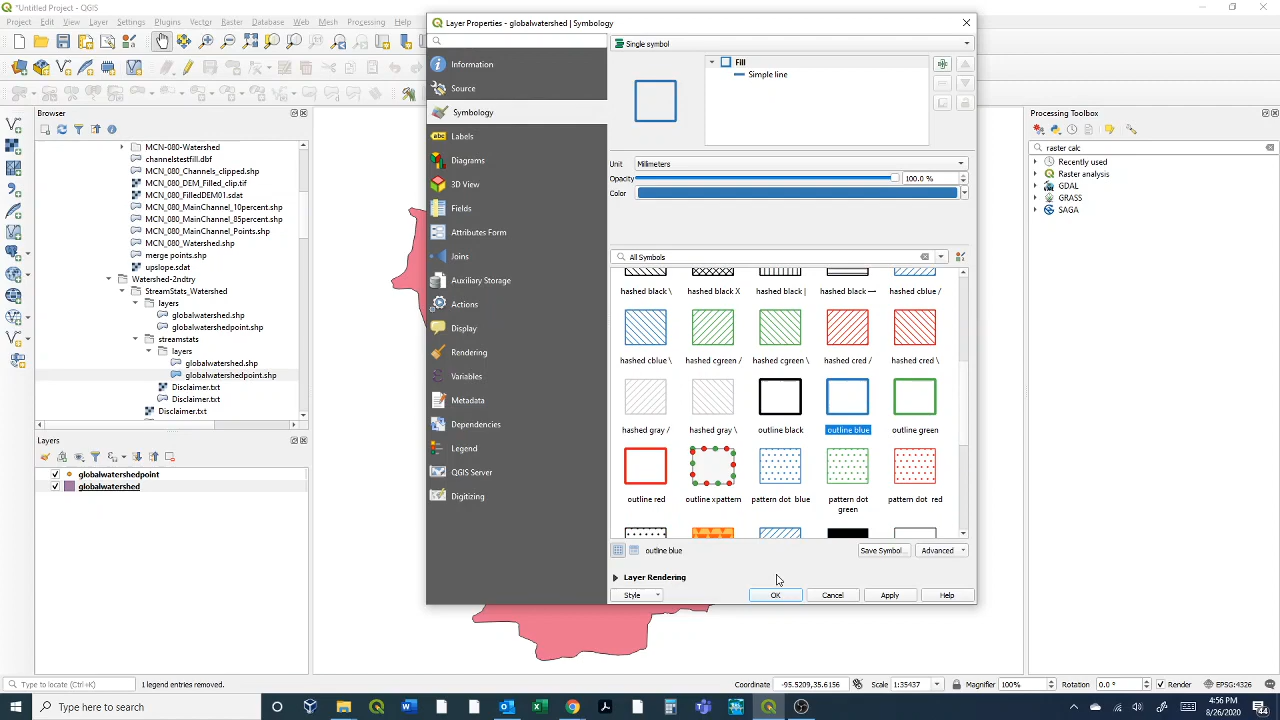 *Untitled Project - QGIS
Project Edit View Layer Settings Plugins Vector Raster Database Web Mesh Processing Help
Browser
MCN-080-Watershed
channelstestfill.dbf
MCN_080_Channels_clipped.shp
MCN_080_DEM_Filled_clip.tif
MCN_080_FilledDEM01.sdat
MCN_080_MainChannel_10percent.shp
MCN_080_MainChannel_85percent.shp
MCN_080_MainChannel_Points.shp
MCN_080_Watershed.shp
merge points.shp
upslope.sdat
Watershed-2ndtry
StreamStats_Watershed
layers
globalwatershed.shp
globalwatershedpoint.shp
streamstats
layers
globalwatershed.shp
globalwatershedpoint.shp
Disclaimer.txt
Disclaimer.txt
Disclaimer.txt
Layers
globalwatershedpoint
globalwatershed
Layer Properties - globalwatershed | Symbology
Information
Source
Symbology
Labels
Diagrams
3D View
Fields
Attributes Form
Joins
Auxiliary Storage
Actions
Display
Rendering
Variables
Metadata
Dependencies
Legend
QGIS Server
Digitizing
Single symbol
Fill
Simple line
Unit Millimeters
Opacity 100.0 %
Color
All Symbols
hashed black \ hashed black X hashed black | hashed black — hashed cblue /
hashed cblue \ hashed cgreen / hashed cgreen \ hashed cred / hashed cred \
hashed gray / hashed gray \ outline black outline blue outline green
outline red outline xpattern pattern dot blue pattern dot green pattern dot red
outline blue Save Symbol... Advanced
Layer Rendering
Style OK Cancel Apply Help
Processing Toolbox
raster calc
Recently used
Raster analysis
GDAL
GRASS
SAGA
Type to locate (Ctrl+K) 1 legend entries removed. Coordinate -95.5209,35.6156 Scale 1:35437 Magnifier 100% Rotation 0.0 ° Render EPSG:4326
Type here to search
4:56 PM
8/26/2020